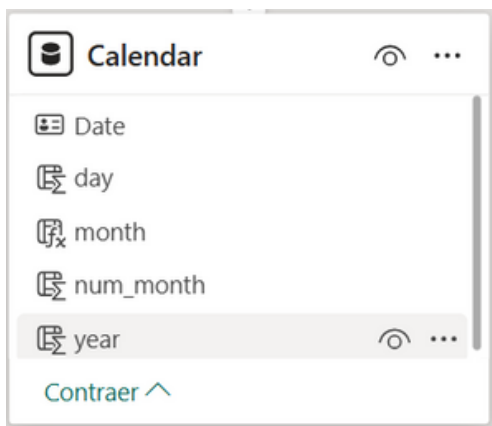 Calendar
Date
day
month
num_month
year
Contraer